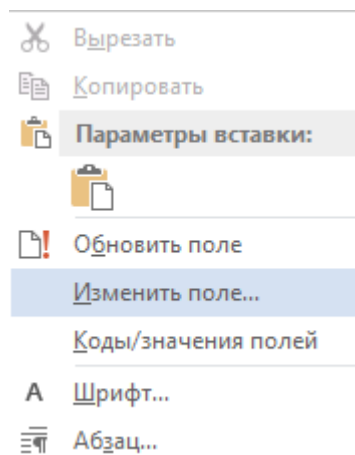 Вырезать
Копировать
Параметры вставки:
Обновить поле
Изменить поле...
Коды/значения полей
Шрифт...
Абзац...